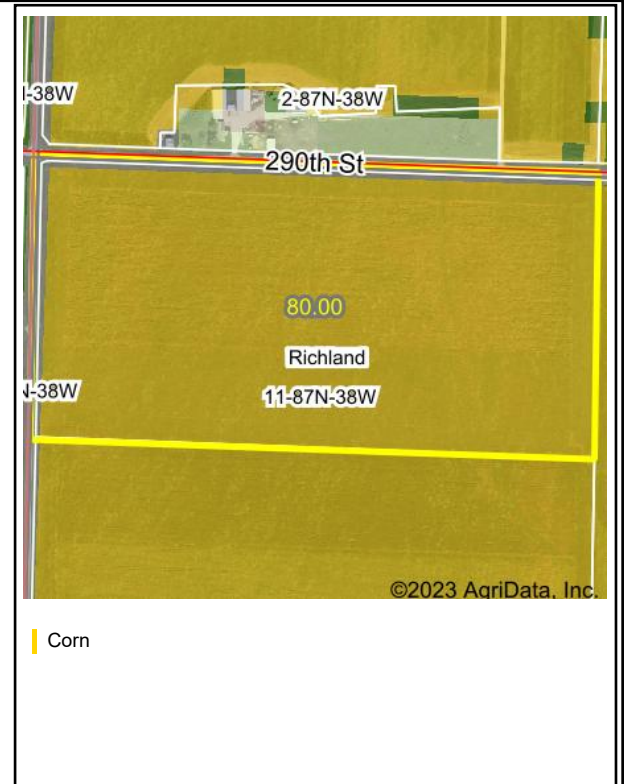 -38W
2-87N-38W
290th St
80.00
Richland
N-38W
11-87N-38W
©2023 AgriData, Inc.
Corn